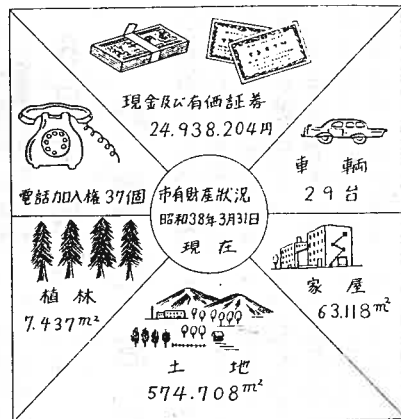 現金及び有価証券
24.938.204円
電話加入権37個
車輌
29台
市有財産狀況
昭和38年3月31日
現在
植林
7.437m²
家屋
63.118m²
土地
574.708m²